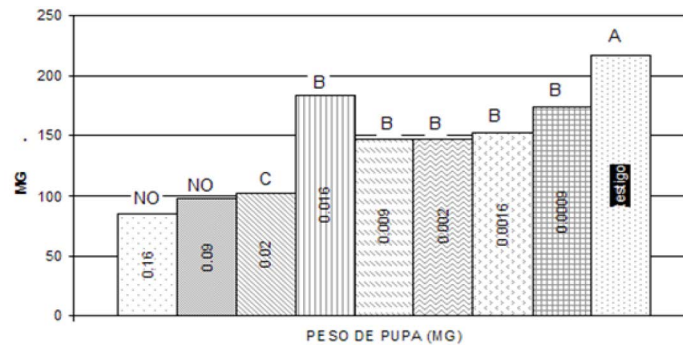 250
200
150
100
50
0
MG
NO
NO
C
B
B
B
B
B
A
0.16
0.09
0.02
0.016
0.009
0.002
0.0016
0.0009
testigo
PESO DE PUPA (MG)